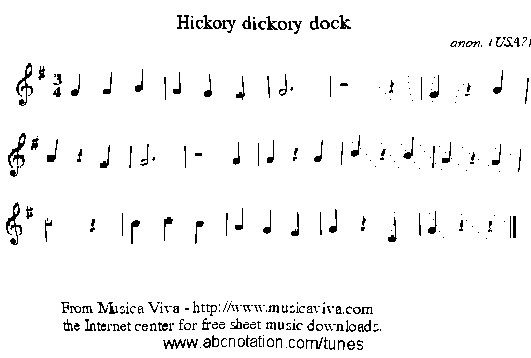 Hickory dickory dock
anon. (USA?)
3
4
From Musica Viva - http://www.musicaviva.com
the Internet center for free sheet music downloads.
www.abcnotation.com/tunes